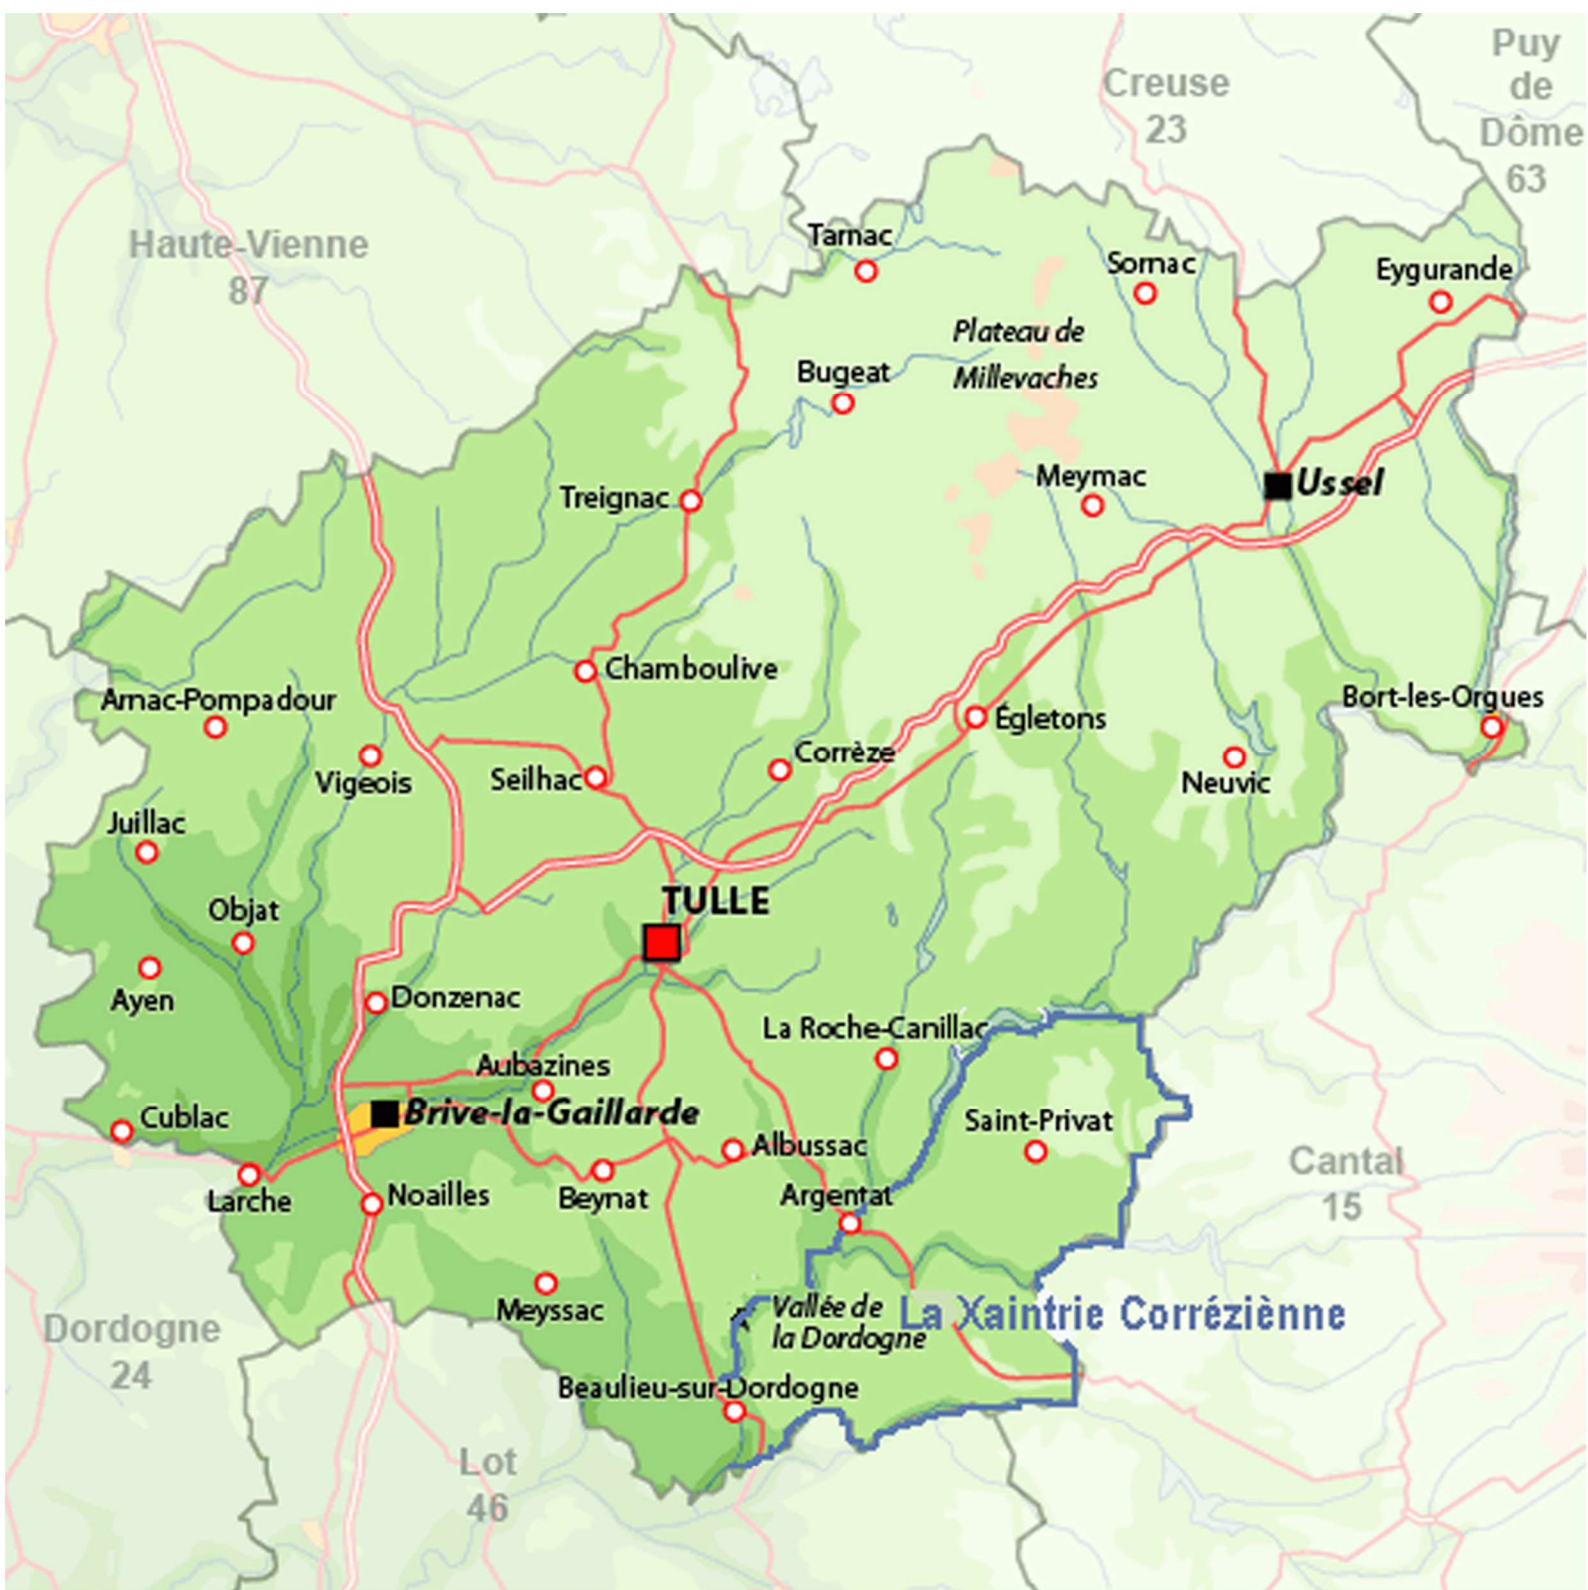 Puy
de
Dôme
63
Creuse
23
Haute-Vienne
87
Tarnac
Sornac
Eygurande
Plateau de
Millevaches
Bugeat
Meymac
Ussel
Treignac
Chamboulive
Arnac-Pompadour
Égletons
Bort-les-Orgues
Corrèze
Vigeois
Seilhac
Neuvic
Juillac
TULLE
Objat
Ayen
Donzenac
La Roche-Canillac
Aubazines
Brive-la-Gaillarde
Cublac
Saint-Privat
Albussac
Cantal
15
Larche
Noailles
Beynat
Argentat
Meyssac
Vallée de
la Dordogne
La Xaintrie Corréziènne
Dordogne
24
Beaulieu-sur-Dordogne
Lot
46